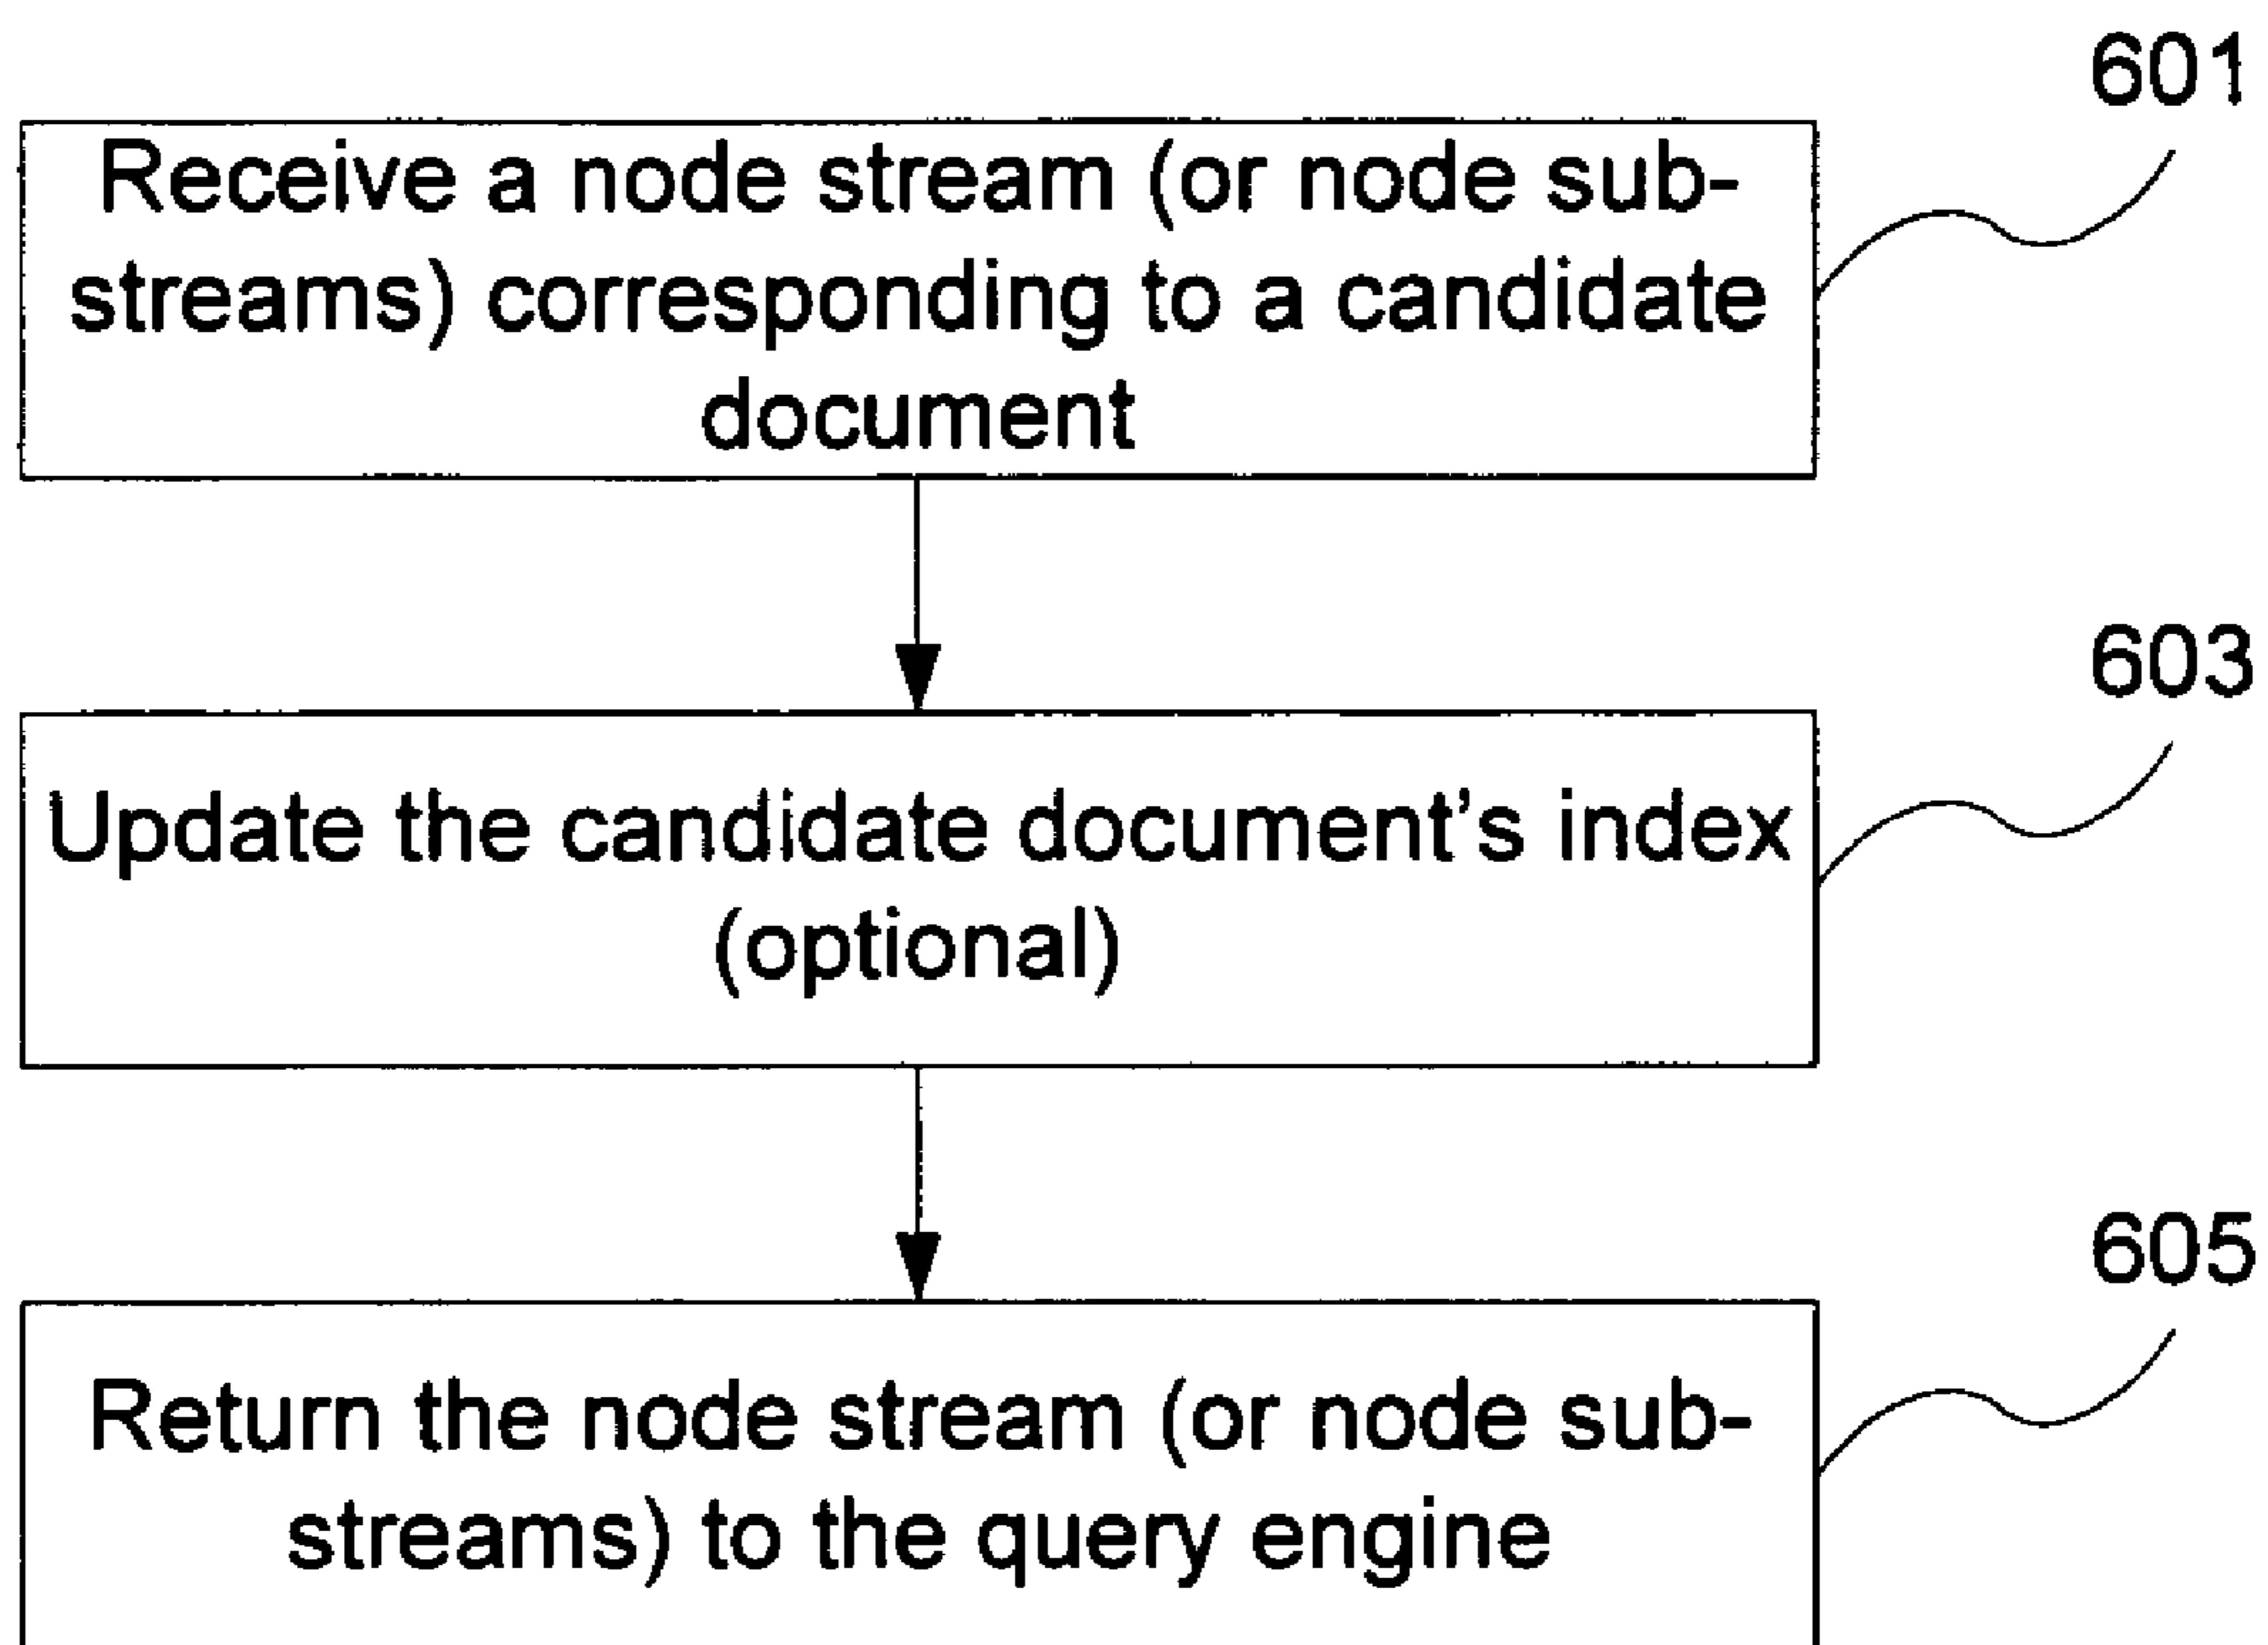 601
Receive a node stream (or node sub-
streams) corresponding to a candidate
document
603
Update the candidate document's index
(optional)
605
Return the node stream (or node sub-
streams) to the query engine